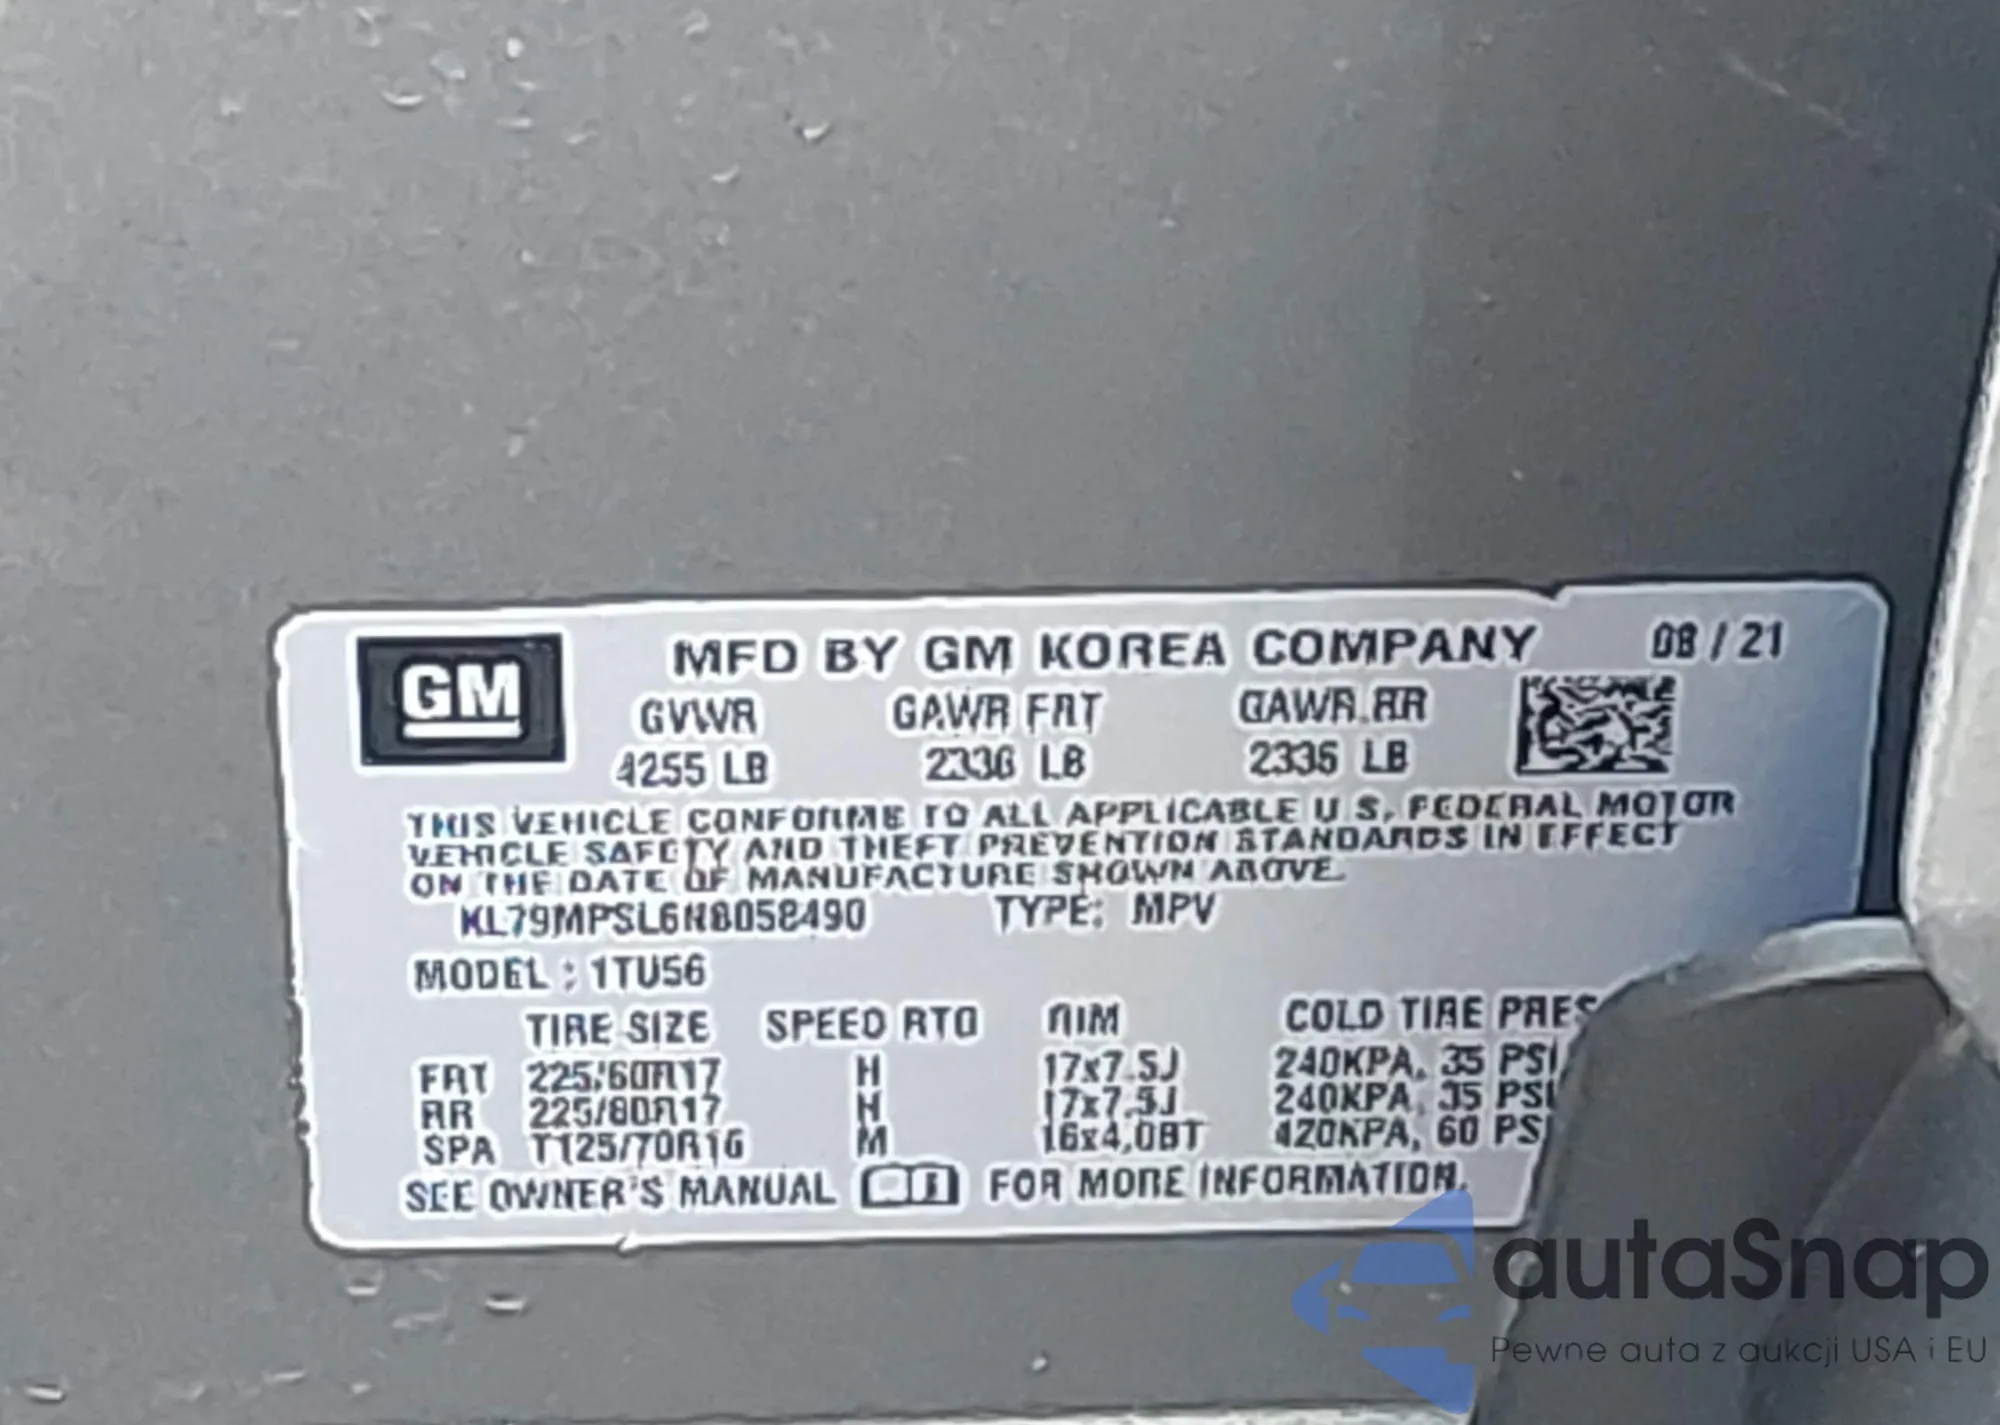 GM
MFD BY GM KOREA COMPANY 08 / 21
GVWR GAWR FRT GAWR RR
4255 LB 2336 LB 2335 LB
THIS VEHICLE CONFORMS TO ALL APPLICABLE U.S. FEDERAL MOTOR
VEHICLE SAFETY AND THEFT PREVENTION STANDARDS IN EFFECT
ON THE DATE OF MANUFACTURE SHOWN ABOVE.
KL79MPSL6NB058490 TYPE: MPV
MODEL : 1TU56
TIRE SIZE SPEED RTG RIM COLD TIRE PRES
FRT 225/60R17 H 17x7.5J 240KPA, 35 PSI
RR 225/60R17 H 17x7.5J 240KPA, 35 PSI
SPA T125/70R16 M 16x4.0BT 420KPA, 60 PSI
SEE OWNER'S MANUAL FOR MORE INFORMATION.
autaSnap
Pewne auta z aukcji USA i EU